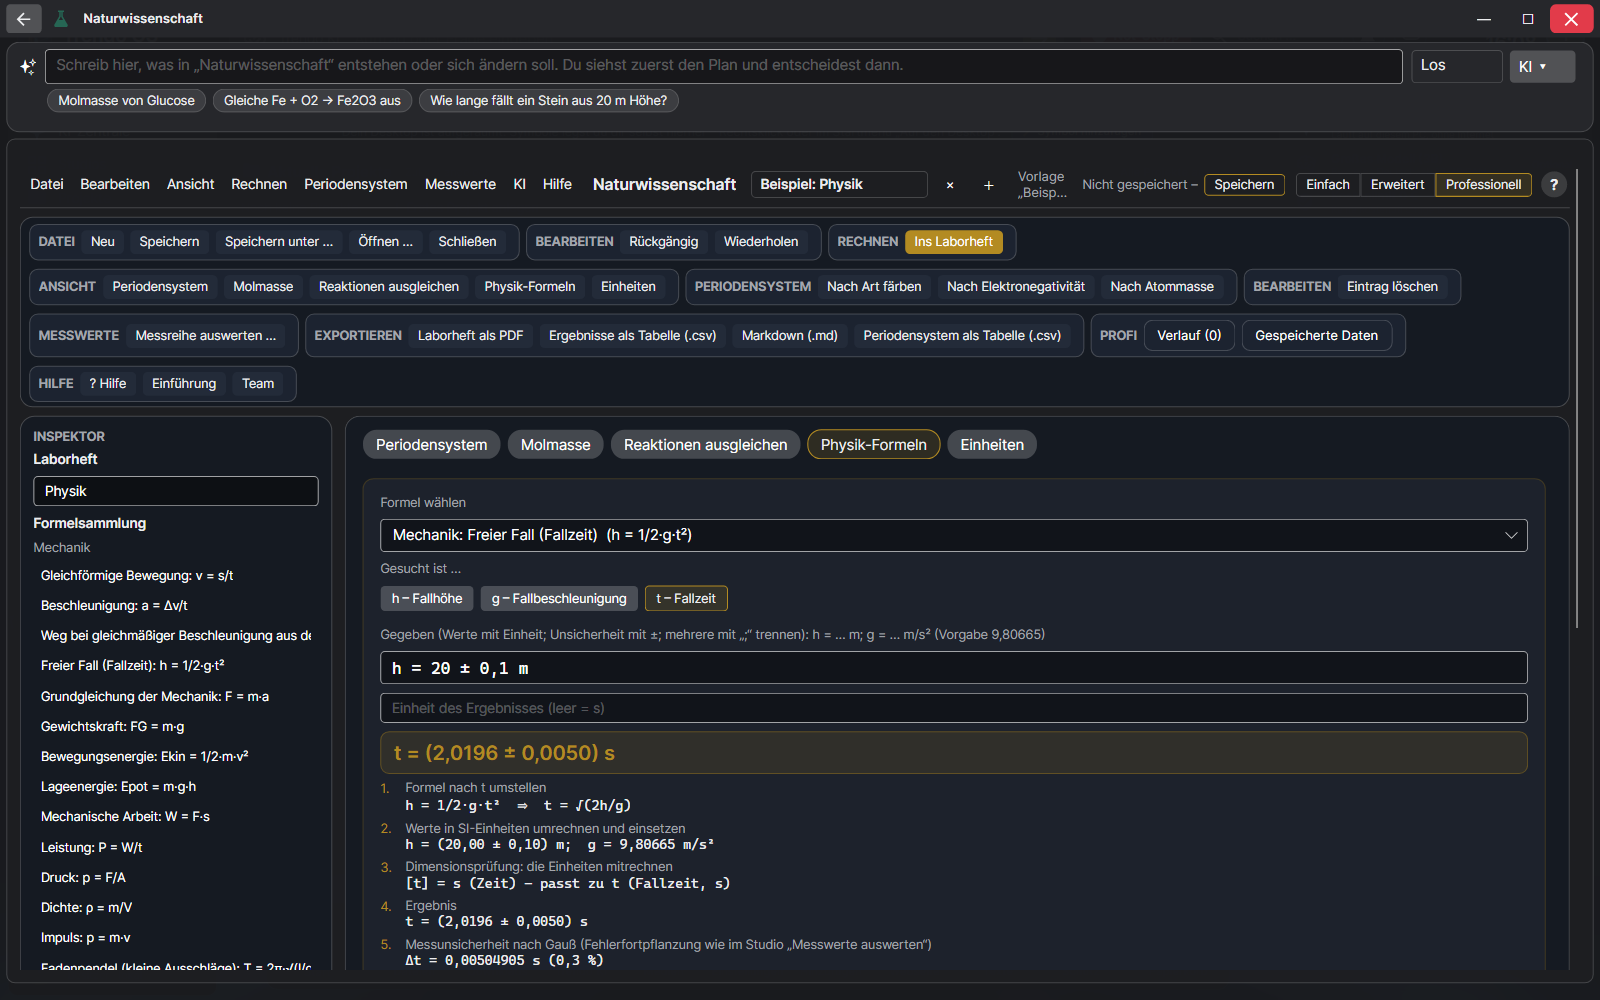 Naturwissenschaft
Schreib hier, was in „Naturwissenschaft“ entstehen oder sich ändern soll. Du siehst zuerst den Plan und entscheidest dann.
Los
KI ▾
Molmasse von Glucose
Gleiche Fe + O2 → Fe2O3 aus
Wie lange fällt ein Stein aus 20 m Höhe?
Datei Bearbeiten Ansicht Rechnen Periodensystem Messwerte KI Hilfe
Naturwissenschaft
Beispiel: Physik
× +
Vorlage
„Beisp...
Nicht gespeichert –
Speichern
Einfach Erweitert Professionell
?
DATEI Neu Speichern Speichern unter ... Öffnen ... Schließen
BEARBEITEN Rückgängig Wiederholen
RECHNEN Ins Laborheft
ANSICHT Periodensystem Molmasse Reaktionen ausgleichen Physik-Formeln Einheiten
PERIODENSYSTEM Nach Art färben Nach Elektronegativität Nach Atommasse
BEARBEITEN Eintrag löschen
MESSWERTE Messreihe auswerten ...
EXPORTIEREN Laborheft als PDF Ergebnisse als Tabelle (.csv) Markdown (.md) Periodensystem als Tabelle (.csv)
PROFI Verlauf (0) Gespeicherte Daten
HILFE ? Hilfe Einführung Team
INSPEKTOR
Laborheft
Physik
Formelsammlung
Mechanik
Gleichförmige Bewegung: v = s/t
Beschleunigung: a = Δv/t
Weg bei gleichmäßiger Beschleunigung aus de
Freier Fall (Fallzeit): h = 1/2·g·t²
Grundgleichung der Mechanik: F = m·a
Gewichtskraft: FG = m·g
Bewegungsenergie: Ekin = 1/2·m·v²
Lageenergie: Epot = m·g·h
Mechanische Arbeit: W = F·s
Leistung: P = W/t
Druck: p = F/A
Dichte: ρ = m/V
Impuls: p = m·v
Fadenpendel (kleine Ausschläge): T = 2π·√(l/g
Periodensystem Molmasse Reaktionen ausgleichen Physik-Formeln Einheiten
Formel wählen
Mechanik: Freier Fall (Fallzeit) (h = 1/2·g·t²)
Gesucht ist ...
h – Fallhöhe
g – Fallbeschleunigung
t – Fallzeit
Gegeben (Werte mit Einheit; Unsicherheit mit ±; mehrere mit „;“ trennen): h = ... m; g = ... m/s² (Vorgabe 9,80665)
h = 20 ± 0,1 m
Einheit des Ergebnisses (leer = s)
t = (2,0196 ± 0,0050) s
1. Formel nach t umstellen
h = 1/2·g·t² ⇒ t = √(2h/g)
2. Werte in SI-Einheiten umrechnen und einsetzen
h = (20,00 ± 0,10) m; g = 9,80665 m/s²
3. Dimensionsprüfung: die Einheiten mitrechnen
[t] = s (Zeit) – passt zu t (Fallzeit, s)
4. Ergebnis
t = (2,0196 ± 0,0050) s
5. Messunsicherheit nach Gauß (Fehlerfortpflanzung wie im Studio „Messwerte auswerten“)
Δt = 0,00504905 s (0,3 %)